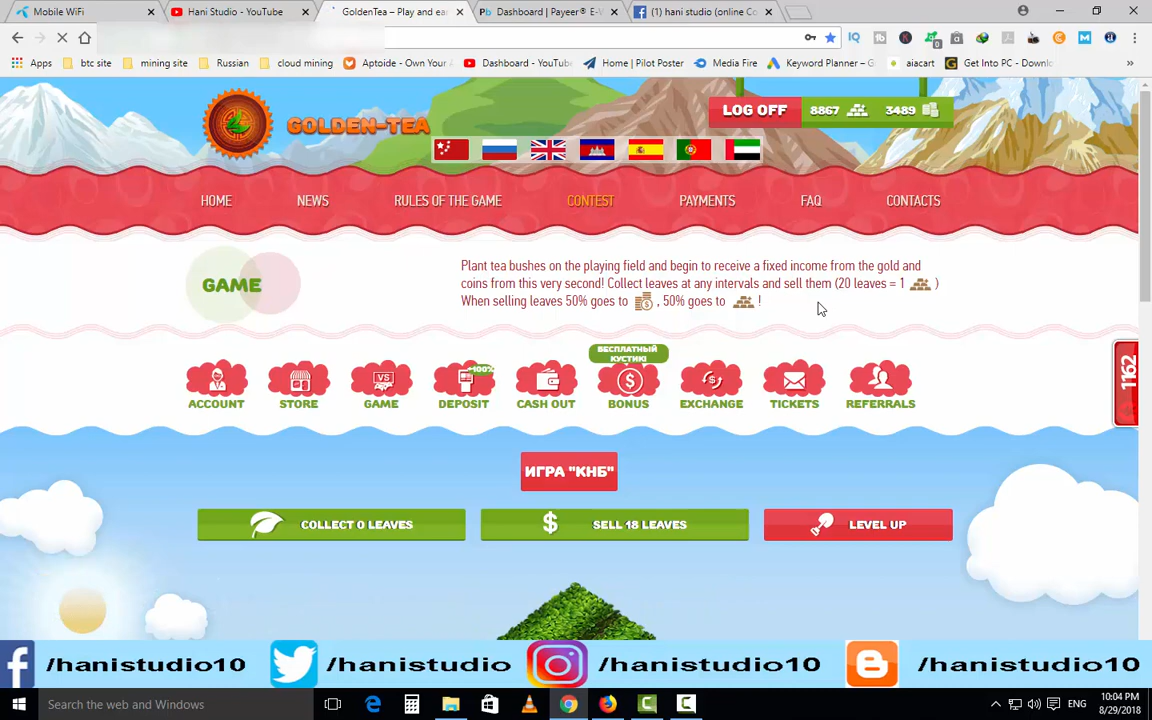 Mobile WiFi
Hani Studio - YouTube
GoldenTea – Play and ea
Dashboard | Payeer® E-W
(1) hani studio (online Co
Apps
btc site
mining site
Russian
cloud mining
Aptoide - Own Your A
Dashboard - YouTube
Home | Pilot Poster
Media Fire
Keyword Planner – G
aiacart
Get Into PC - Downlo
GOLDEN-TEA
LOG OFF
8867
3489
HOME
NEWS
RULES OF THE GAME
CONTEST
PAYMENTS
FAQ
CONTACTS
GAME
Plant tea bushes on the playing field and begin to receive a fixed income from the gold and
coins from this very second! Collect leaves at any intervals and sell them (20 leaves = 1 )
When selling leaves 50% goes to , 50% goes to !
1162
БЕСПЛАТНЫЙ
КУСТИК!
+100%
VS
ACCOUNT
STORE
GAME
DEPOSIT
CASH OUT
BONUS
EXCHANGE
TICKETS
REFERRALS
ИГРА "КНБ"
COLLECT 0 LEAVES
SELL 18 LEAVES
LEVEL UP
/hanistudio10
/hanistudio
/hanistudio10
/hanistudio10
Search the web and Windows
ENG
10:04 PM
8/29/2018